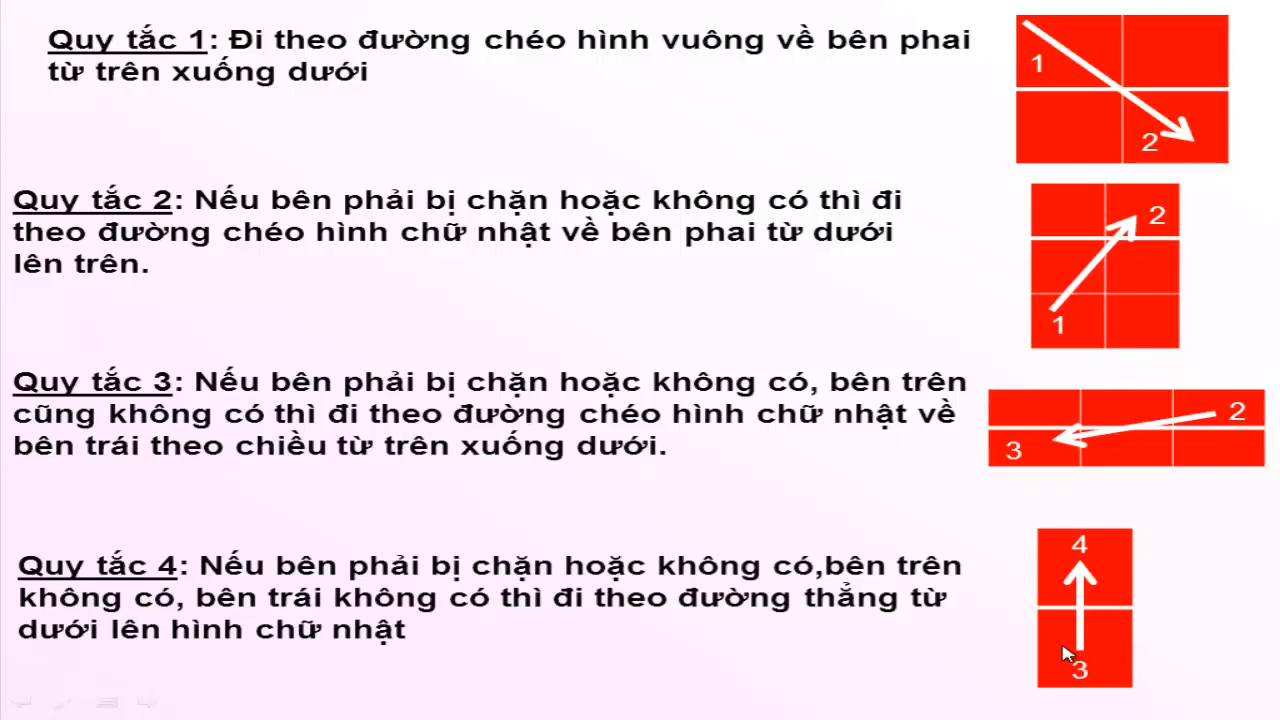 Quy tắc 1: Đi theo đường chéo hình vuông về bên phai
từ trên xuống dưới
1
2
Quy tắc 2: Nếu bên phải bị chặn hoặc không có thì đi
theo đường chéo hình chữ nhật về bên phai từ dưới
lên trên.
2
1
Quy tắc 3: Nếu bên phải bị chặn hoặc không có, bên trên
cũng không có thì đi theo đường chéo hình chữ nhật về
bên trái theo chiều từ trên xuống dưới.
2
3
Quy tắc 4: Nếu bên phải bị chặn hoặc không có,bên trên
không có, bên trái không có thì đi theo đường thẳng từ
dưới lên hình chữ nhật
4
3